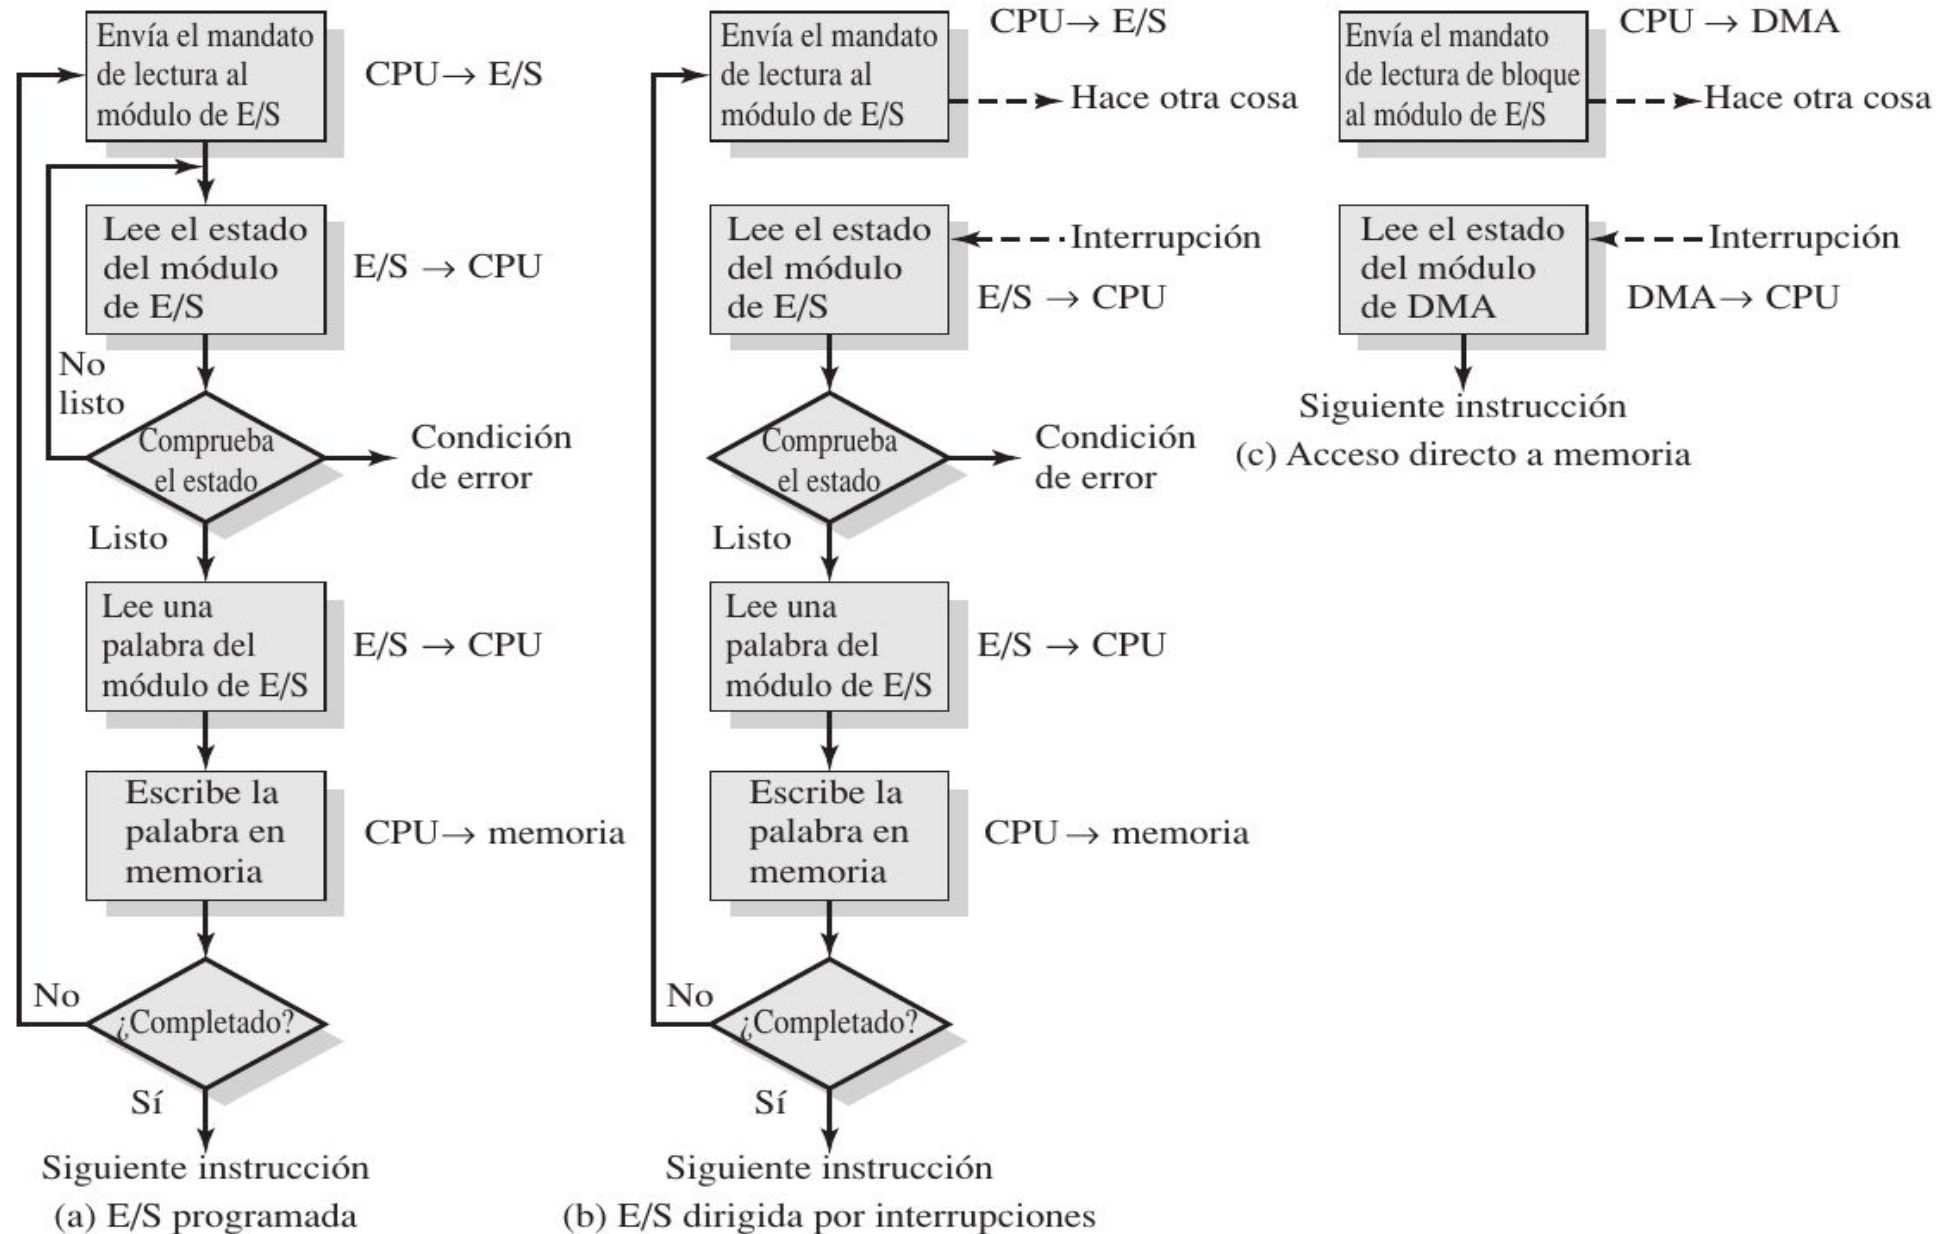 Envía el mandato
de lectura al
módulo de E/S
CPU → E/S
Lee el estado
del módulo
de E/S
E/S → CPU
No
listo
Comprueba
el estado
Condición
de error
Listo
Lee una
palabra del
módulo de E/S
E/S → CPU
Escribe la
palabra en
memoria
CPU → memoria
No
¿Completado?
Sí
Siguiente instrucción
(a) E/S programada
Envía el mandato
de lectura al
módulo de E/S
CPU → E/S
Hace otra cosa
Lee el estado
del módulo
de E/S
Interrupción
E/S → CPU
Comprueba
el estado
Condición
de error
Listo
Lee una
palabra del
módulo de E/S
E/S → CPU
Escribe la
palabra en
memoria
CPU → memoria
No
¿Completado?
Sí
Siguiente instrucción
(b) E/S dirigida por interrupciones
Envía el mandato
de lectura de bloque
al módulo de E/S
CPU → DMA
Hace otra cosa
Lee el estado
del módulo
de DMA
Interrupción
DMA → CPU
Siguiente instrucción
(c) Acceso directo a memoria